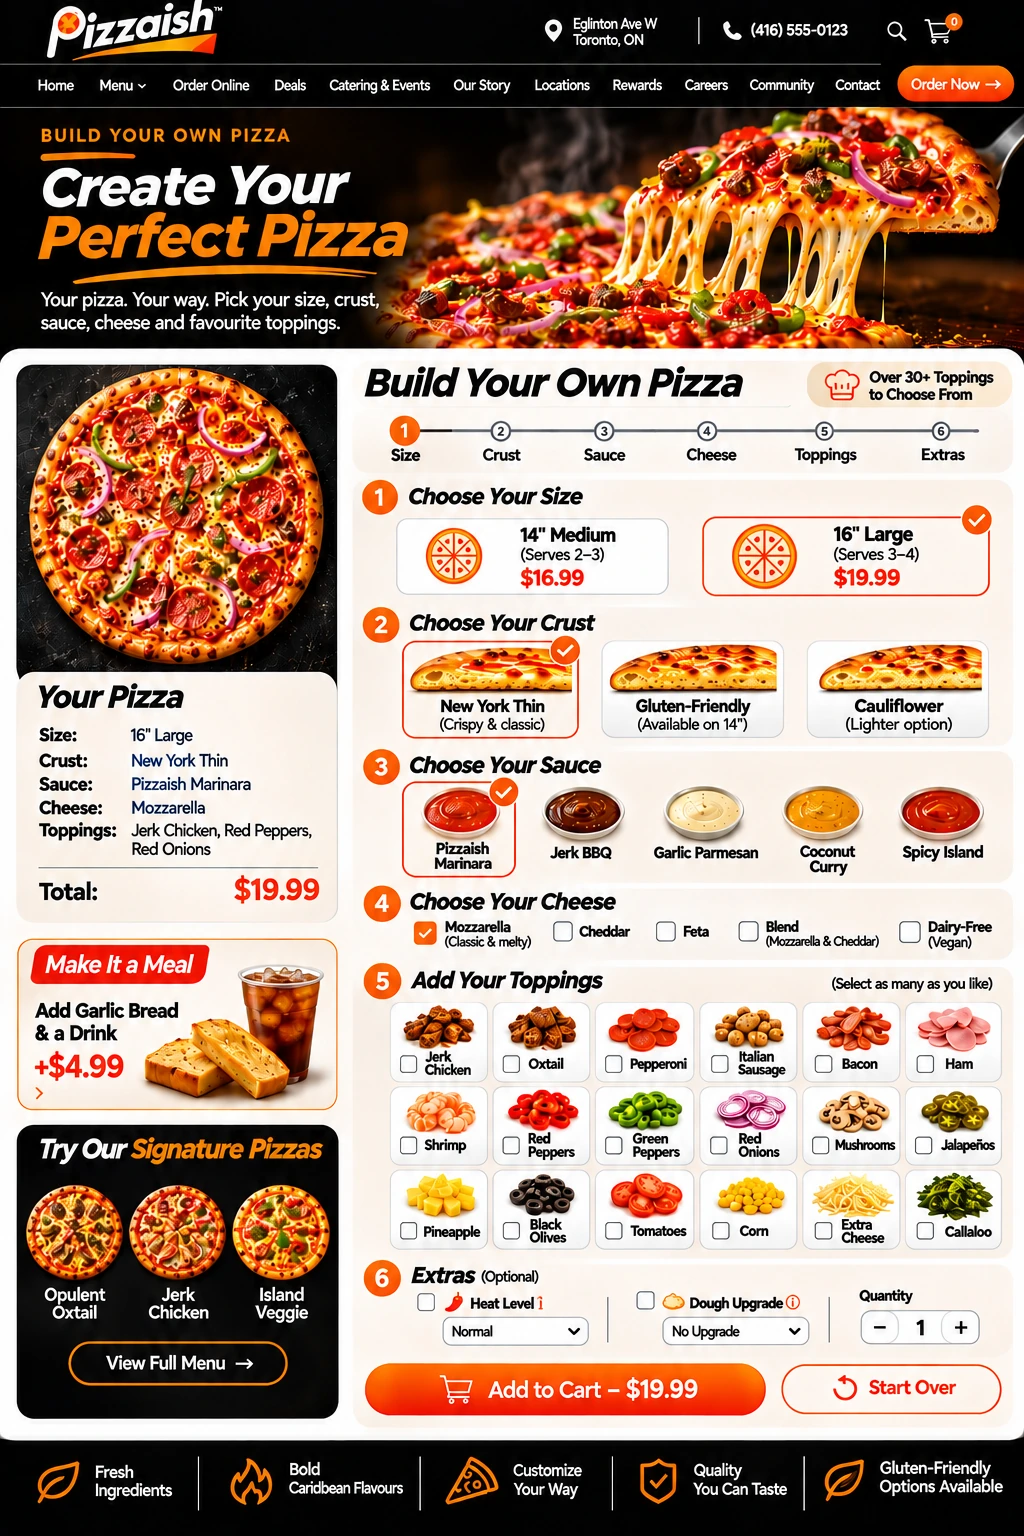 Pizzaish™
Eglinton Ave W
Toronto, ON
(416) 555-0123
0
Home
Menu
Order Online
Deals
Catering & Events
Our Story
Locations
Rewards
Careers
Community
Contact
Order Now →
BUILD YOUR OWN PIZZA
Create Your
Perfect Pizza
Your pizza. Your way. Pick your size, crust,
sauce, cheese and favourite toppings.
Your Pizza
Size: 16" Large
Crust: New York Thin
Sauce: Pizzaish Marinara
Cheese: Mozzarella
Toppings: Jerk Chicken, Red Peppers,
Red Onions
Total: $19.99
Make It a Meal
Add Garlic Bread
& a Drink
+$4.99
Try Our Signature Pizzas
Opulent
Oxtail
Jerk
Chicken
Island
Veggie
View Full Menu →
Build Your Own Pizza
Over 30+ Toppings
to Choose From
1
Size
2
Crust
3
Sauce
4
Cheese
5
Toppings
6
Extras
1 Choose Your Size
14" Medium
(Serves 2–3)
$16.99
16" Large
(Serves 3–4)
$19.99
2 Choose Your Crust
New York Thin
(Crispy & classic)
Gluten-Friendly
(Available on 14")
Cauliflower
(Lighter option)
3 Choose Your Sauce
Pizzaish
Marinara
Jerk BBQ
Garlic Parmesan
Coconut
Curry
Spicy Island
4 Choose Your Cheese
Mozzarella
(Classic & melty)
Cheddar
Feta
Blend
(Mozzarella & Cheddar)
Dairy-Free
(Vegan)
5 Add Your Toppings
(Select as many as you like)
Jerk
Chicken
Oxtail
Pepperoni
Italian
Sausage
Bacon
Ham
Shrimp
Red
Peppers
Green
Peppers
Red
Onions
Mushrooms
Jalapeños
Pineapple
Black
Olives
Tomatoes
Corn
Extra
Cheese
Callaloo
6 Extras (Optional)
Heat Level i
Normal
Dough Upgrade i
No Upgrade
Quantity
− 1 +
Add to Cart – $19.99
Start Over
Fresh
Ingredients
Bold
Caribbean Flavours
Customize
Your Way
Quality
You Can Taste
Gluten-Friendly
Options Available